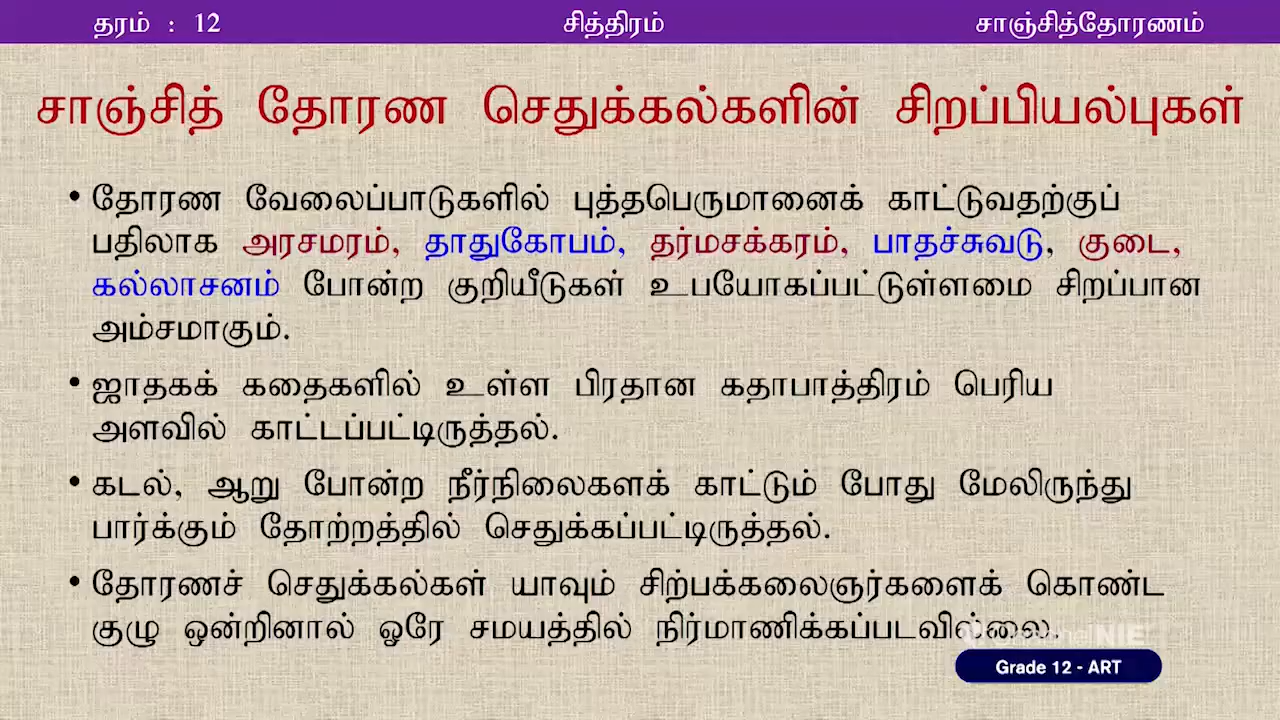 தரம் : 12
சித்திரம்
சாஞ்சித்தோரணம்
சாஞ்சித் தோரண செதுக்கல்களின் சிறப்பியல்புகள்
• தோரண வேலைப்பாடுகளில் புத்தபெருமானைக் காட்டுவதற்குப்
பதிலாக அரசமரம், தாதுகோபம், தர்மசக்கரம், பாதச்சுவடு, குடை,
கல்லாசனம் போன்ற குறியீடுகள் உபயோகப்பட்டுள்ளமை சிறப்பான
அம்சமாகும்.
• ஜாதகக் கதைகளில் உள்ள பிரதான கதாபாத்திரம் பெரிய
அளவில் காட்டப்பட்டிருத்தல்.
• கடல், ஆறு போன்ற நீர்நிலைகளக் காட்டும் போது மேலிருந்து
பார்க்கும் தோற்றத்தில் செதுக்கப்பட்டிருத்தல்.
• தோரணச் செதுக்கல்கள் யாவும் சிற்பக்கலைஞர்களைக் கொண்ட
குழு ஒன்றினால் ஓரே சமயத்தில் நிர்மாணிக்கப்படவில்லை.
NIE
Grade 12 - ART